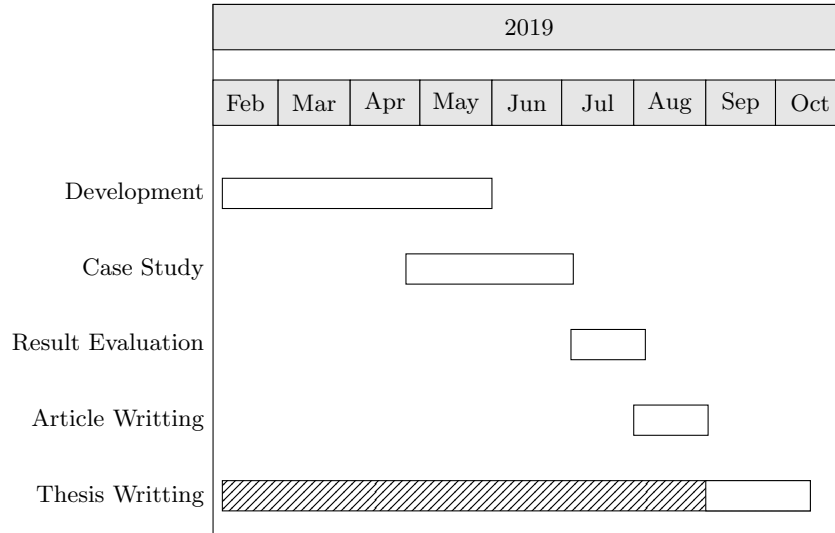 2019
Feb Mar Apr May Jun Jul Aug Sep Oct
Development
Case Study
Result Evaluation
Article Writting
Thesis Writting